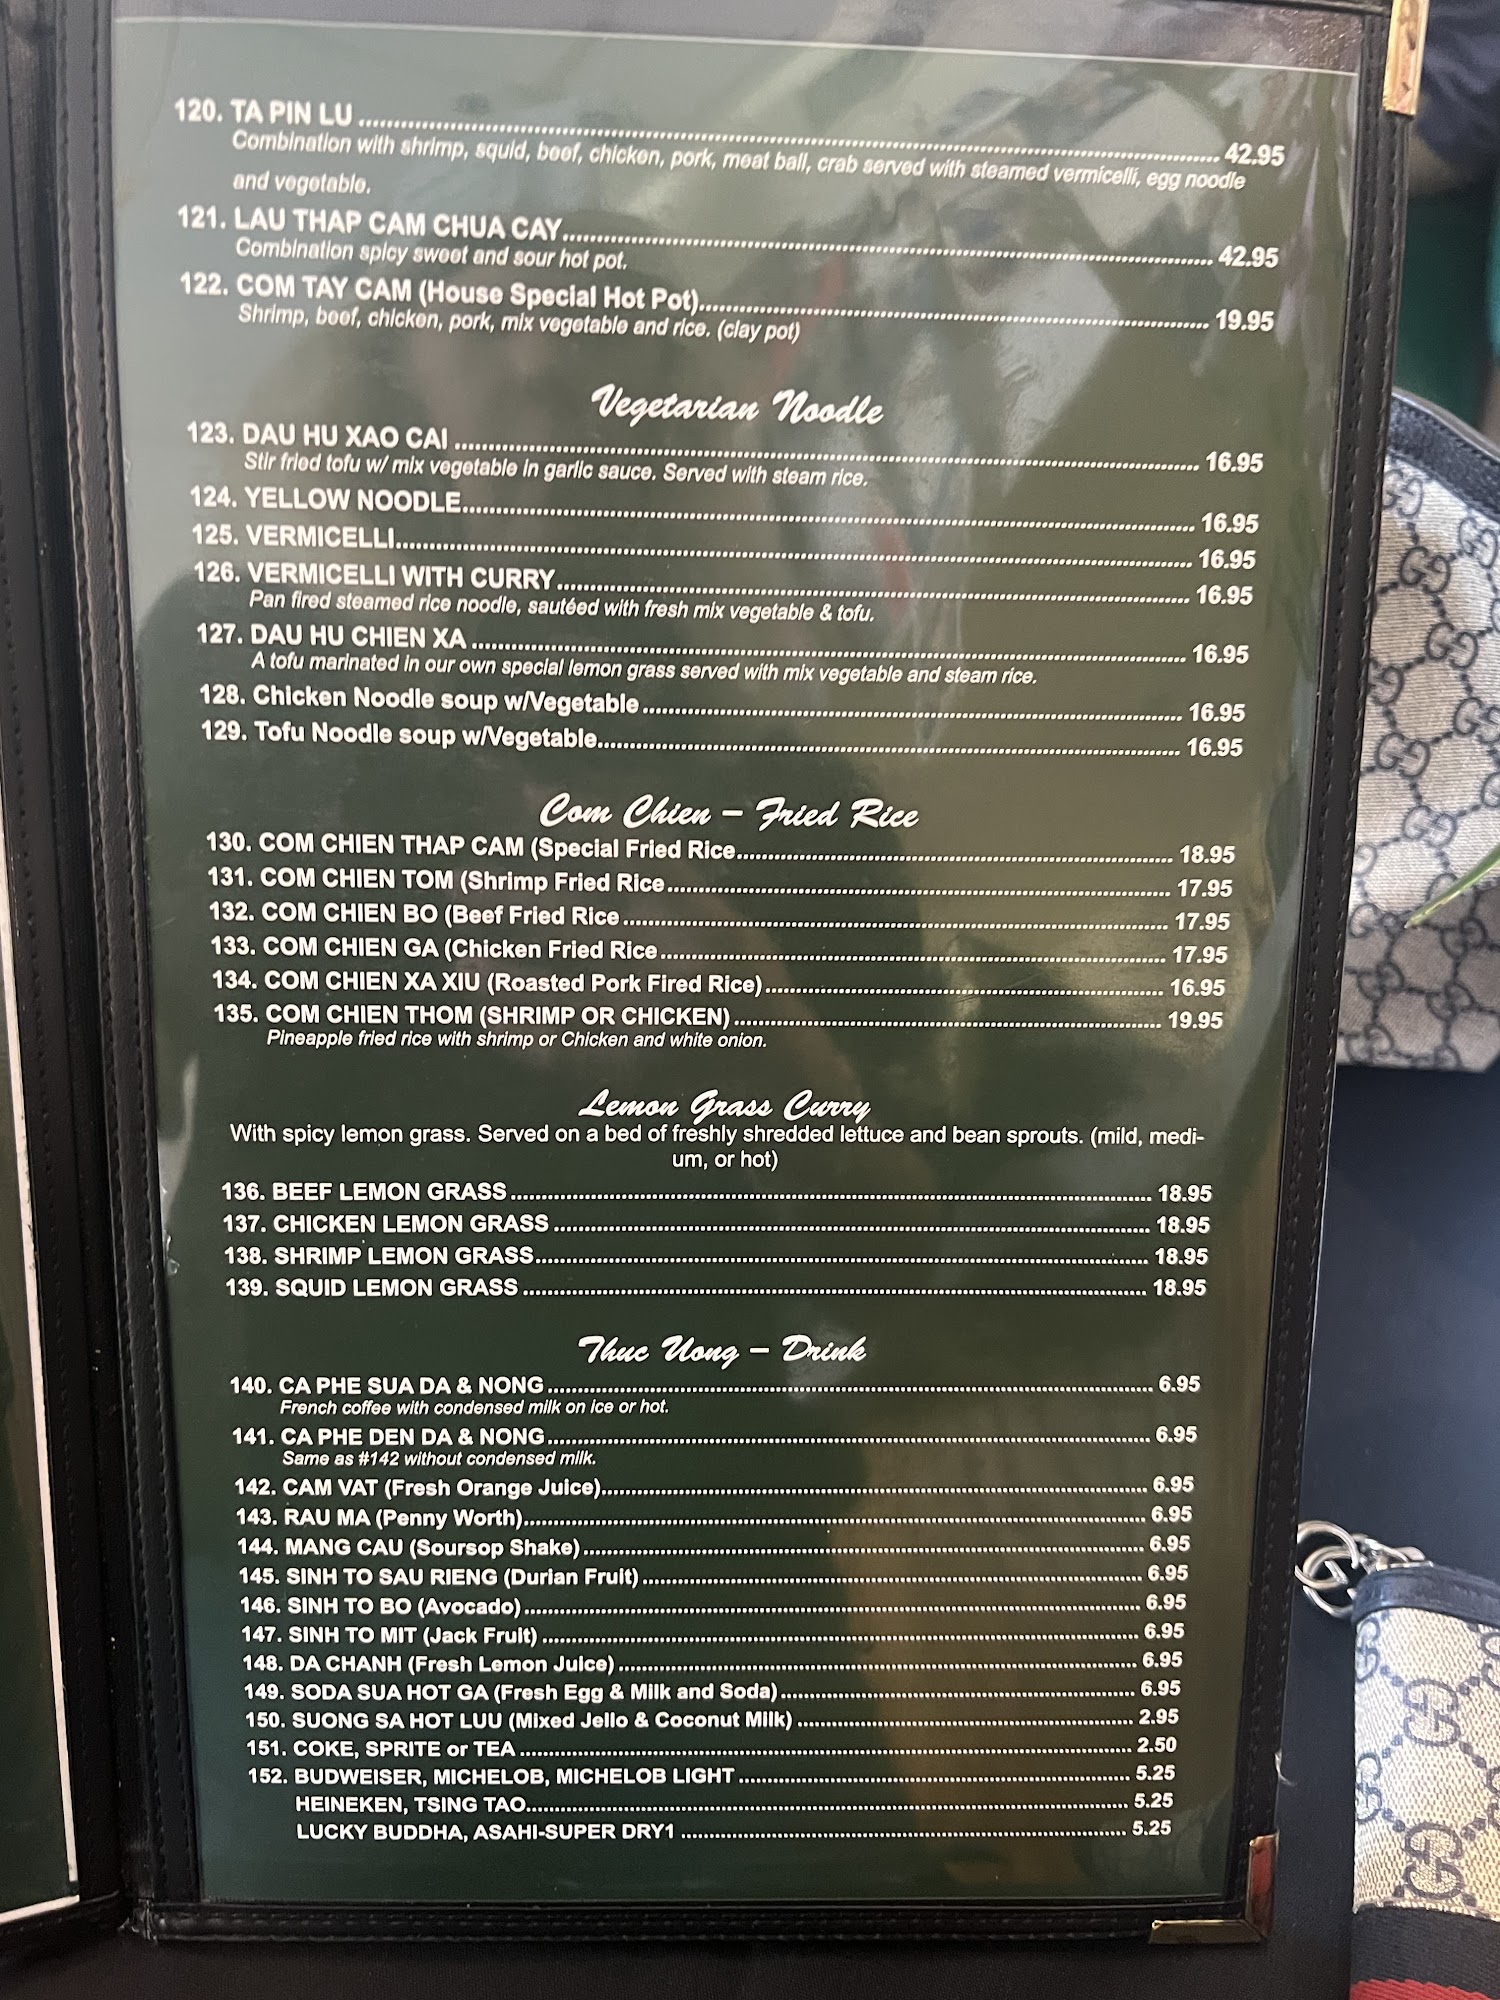 120. TA PIN LU ........ 42.95
Combination with shrimp, squid, beef, chicken, pork, meat ball, crab served with steamed vermicelli, egg noodle
and vegetable.
121. LAU THAP CAM CHUA CAY ........ 42.95
Combination spicy sweet and sour hot pot.
122. COM TAY CAM (House Special Hot Pot) ........ 19.95
Shrimp, beef, chicken, pork, mix vegetable and rice. (clay pot)
Vegetarian Noodle
123. DAU HU XAO CAI ........ 16.95
Stir fried tofu w/ mix vegetable in garlic sauce. Served with steam rice.
124. YELLOW NOODLE ........ 16.95
125. VERMICELLI ........ 16.95
126. VERMICELLI WITH CURRY ........ 16.95
Pan fired steamed rice noodle, sautéed with fresh mix vegetable & tofu.
127. DAU HU CHIEN XA ........ 16.95
A tofu marinated in our own special lemon grass served with mix vegetable and steam rice.
128. Chicken Noodle soup w/Vegetable ........ 16.95
129. Tofu Noodle soup w/Vegetable ........ 16.95
Com Chien – Fried Rice
130. COM CHIEN THAP CAM (Special Fried Rice ........ 18.95
131. COM CHIEN TOM (Shrimp Fried Rice ........ 17.95
132. COM CHIEN BO (Beef Fried Rice ........ 17.95
133. COM CHIEN GA (Chicken Fried Rice ........ 17.95
134. COM CHIEN XA XIU (Roasted Pork Fired Rice) ........ 16.95
135. COM CHIEN THOM (SHRIMP OR CHICKEN) ........ 19.95
Pineapple fried rice with shrimp or Chicken and white onion.
Lemon Grass Curry
With spicy lemon grass. Served on a bed of freshly shredded lettuce and bean sprouts. (mild, medi-
um, or hot)
136. BEEF LEMON GRASS ........ 18.95
137. CHICKEN LEMON GRASS ........ 18.95
138. SHRIMP LEMON GRASS ........ 18.95
139. SQUID LEMON GRASS ........ 18.95
Thuc Uong – Drink
140. CA PHE SUA DA & NONG ........ 6.95
French coffee with condensed milk on ice or hot.
141. CA PHE DEN DA & NONG ........ 6.95
Same as #142 without condensed milk.
142. CAM VAT (Fresh Orange Juice) ........ 6.95
143. RAU MA (Penny Worth) ........ 6.95
144. MANG CAU (Soursop Shake) ........ 6.95
145. SINH TO SAU RIENG (Durian Fruit) ........ 6.95
146. SINH TO BO (Avocado) ........ 6.95
147. SINH TO MIT (Jack Fruit) ........ 6.95
148. DA CHANH (Fresh Lemon Juice) ........ 6.95
149. SODA SUA HOT GA (Fresh Egg & Milk and Soda) ........ 6.95
150. SUONG SA HOT LUU (Mixed Jello & Coconut Milk) ........ 2.95
151. COKE, SPRITE or TEA ........ 2.50
152. BUDWEISER, MICHELOB, MICHELOB LIGHT ........ 5.25
HEINEKEN, TSING TAO ........ 5.25
LUCKY BUDDHA, ASAHI-SUPER DRY1 ........ 5.25